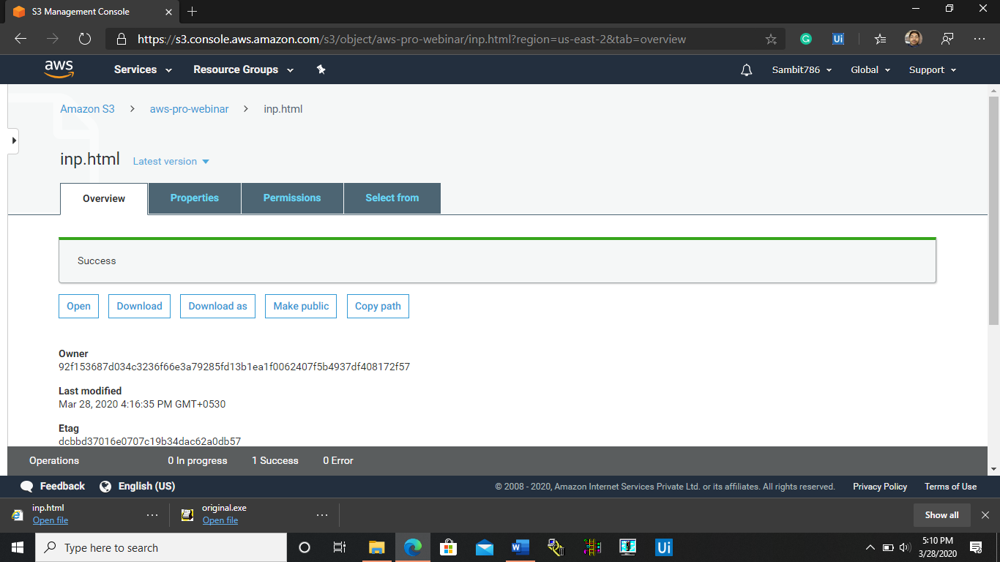 S3 Management Console
https://s3.console.aws.amazon.com/s3/object/aws-pro-webinar/inp.html?region=us-east-2&tab=overview
aws Services Resource Groups Sambit786 Global Support
Amazon S3 > aws-pro-webinar > inp.html
inp.html Latest version
Overview Properties Permissions Select from
Success
Open Download Download as Make public Copy path
Owner
92f153687d034c3236f66e3a79285fd13b1ea1f0062407f5b4937df408172f57
Last modified
Mar 28, 2020 4:16:35 PM GMT+0530
Etag
dcbbd37016e0707c19b34dac62a0db57
Operations 0 In progress 1 Success 0 Error
Feedback English (US) © 2008 - 2020, Amazon Internet Services Private Ltd. or its affiliates. All rights reserved. Privacy Policy Terms of Use
inp.html original.exe
Open file Open file Show all
Type here to search
5:10 PM
3/28/2020
Ui
Ui